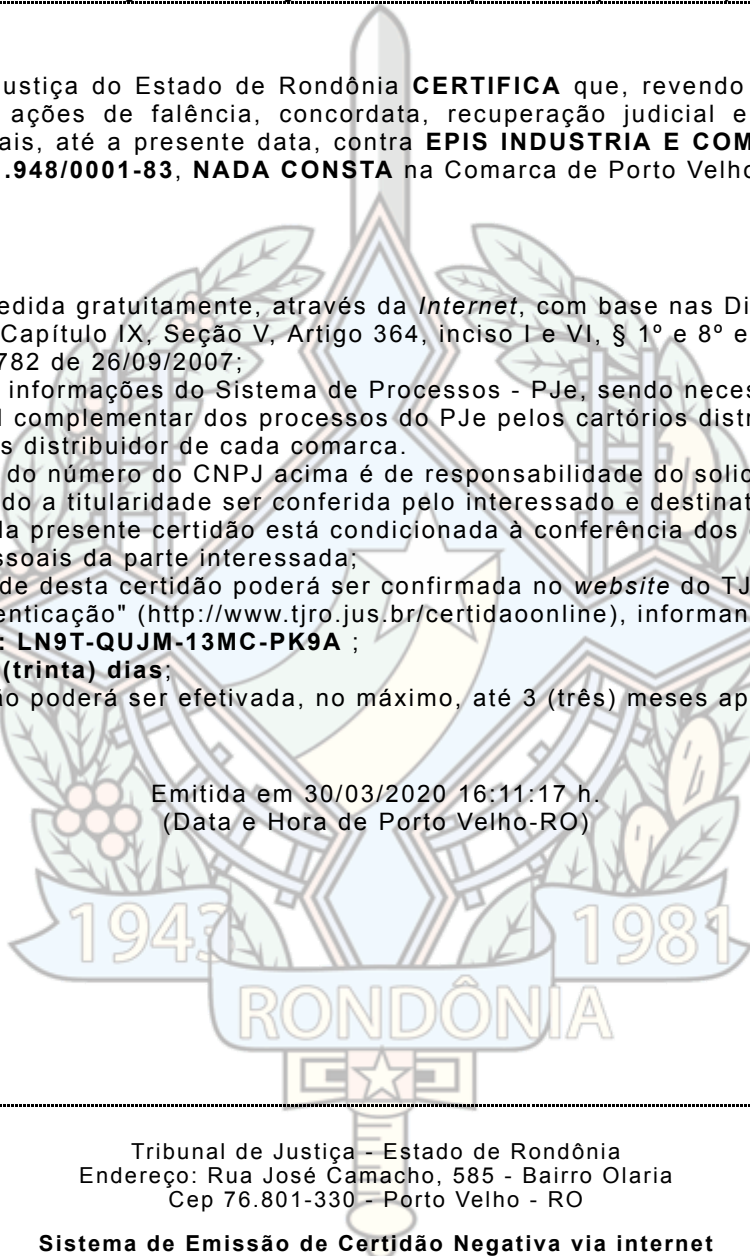 ustiça do Estado de Rondônia CERTIFICA que, revendo
ações de falência, concordata, recuperação judicial e
ais, até a presente data, contra EPIS INDUSTRIA E COM
.948/0001-83, NADA CONSTA na Comarca de Porto Velho
edida gratuitamente, através da Internet, com base nas Di
Capítulo IX, Seção V, Artigo 364, inciso I e VI, § 1º e 8º e
782 de 26/09/2007;
informações do Sistema de Processos - PJe, sendo neces
l complementar dos processos do PJe pelos cartórios distr
s distribuidor de cada comarca.
do número do CNPJ acima é de responsabilidade do solic
do a titularidade ser conferida pelo interessado e destinat
da presente certidão está condicionada à conferência dos
ssoais da parte interessada;
de desta certidão poderá ser confirmada no website do TJ
enticação" (http://www.tjro.jus.br/certidaoonline), informan
: LN9T-QUJM-13MC-PK9A ;
(trinta) dias;
ão poderá ser efetivada, no máximo, até 3 (três) meses ap
Emitida em 30/03/2020 16:11:17 h.
(Data e Hora de Porto Velho-RO)
1943 1981
RONDÔNIA
Tribunal de Justiça - Estado de Rondônia
Endereço: Rua José Camacho, 585 - Bairro Olaria
Cep 76.801-330 - Porto Velho - RO
Sistema de Emissão de Certidão Negativa via internet